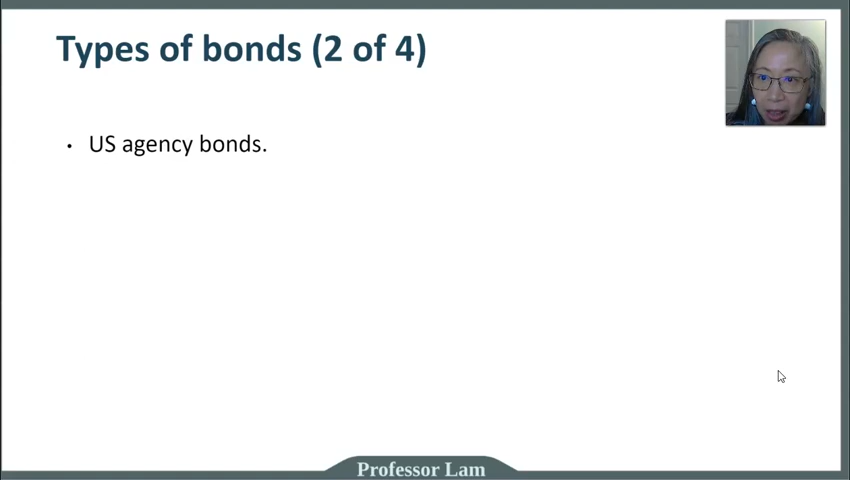 Types of bonds (2 of 4)
• US agency bonds.
Professor Lam